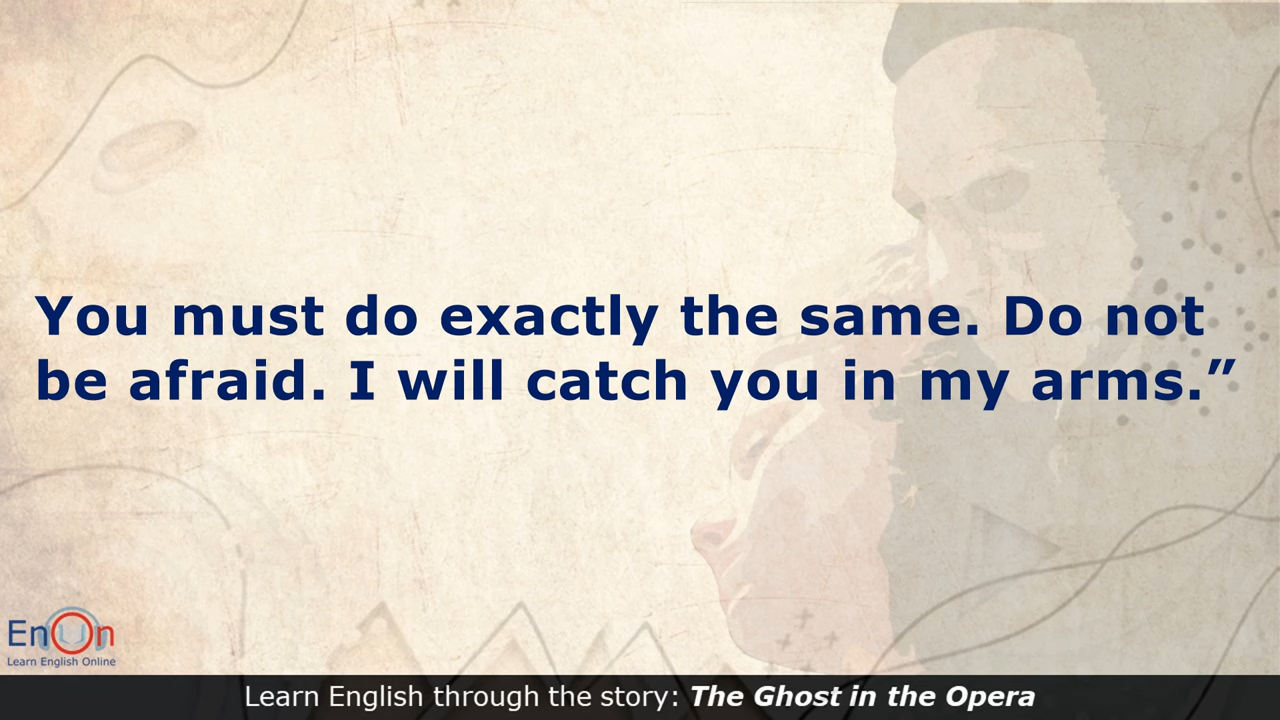 You must do exactly the same. Do not
be afraid. I will catch you in my arms.”
EnOn
Learn English Online
Learn English through the story: The Ghost in the Opera